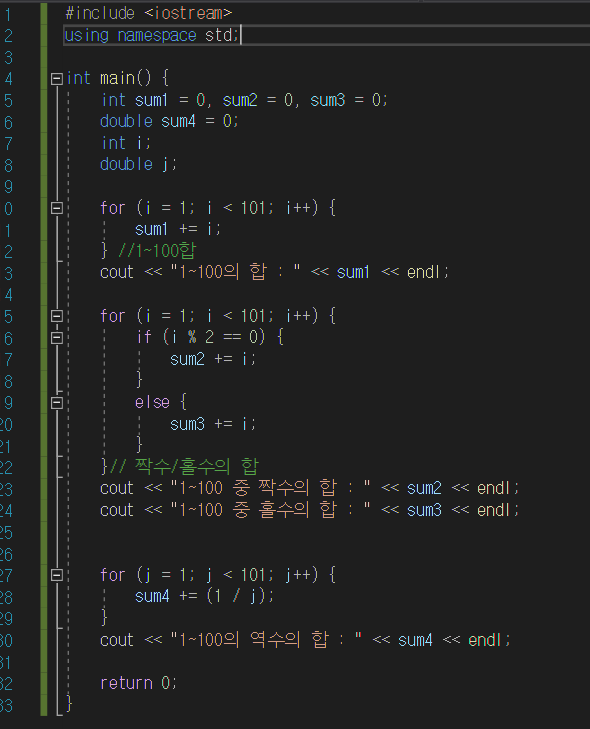 1 #include <iostream>
2 using namespace std;
3
4 int main() {
5 int sum1 = 0, sum2 = 0, sum3 = 0;
6 double sum4 = 0;
7 int i;
8 double j;
9
0 for (i = 1; i < 101; i++) {
1 sum1 += i;
2 } //1~100합
3 cout << "1~100의 합 : " << sum1 << endl;
4
5 for (i = 1; i < 101; i++) {
6 if (i % 2 == 0) {
7 sum2 += i;
8 }
9 else {
20 sum3 += i;
21 }
22 }// 짝수/홀수의 합
23 cout << "1~100 중 짝수의 합 : " << sum2 << endl;
24 cout << "1~100 중 홀수의 합 : " << sum3 << endl;
25
26
27 for (j = 1; j < 101; j++) {
28 sum4 += (1 / j);
29 }
30 cout << "1~100의 역수의 합 : " << sum4 << endl;
31
32 return 0;
33 }